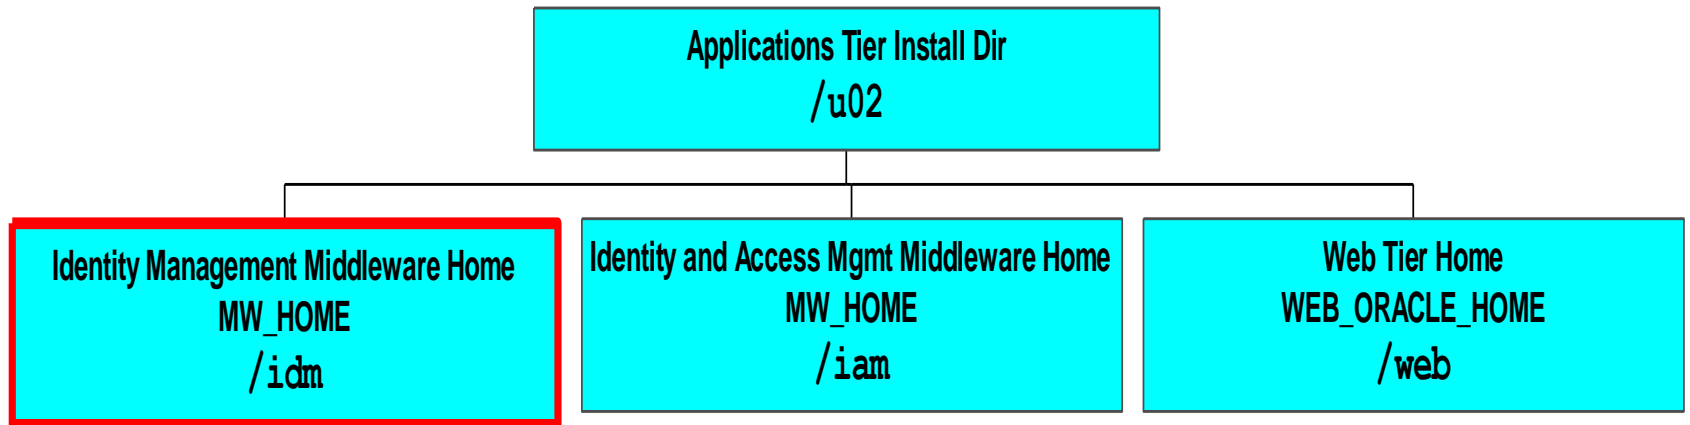 Applications Tier Install Dir
/u02
Identity Management Middleware Home
MW_HOME
/idm
Identity and Access Mgmt Middleware Home
MW_HOME
/iam
Web Tier Home
WEB_ORACLE_HOME
/web